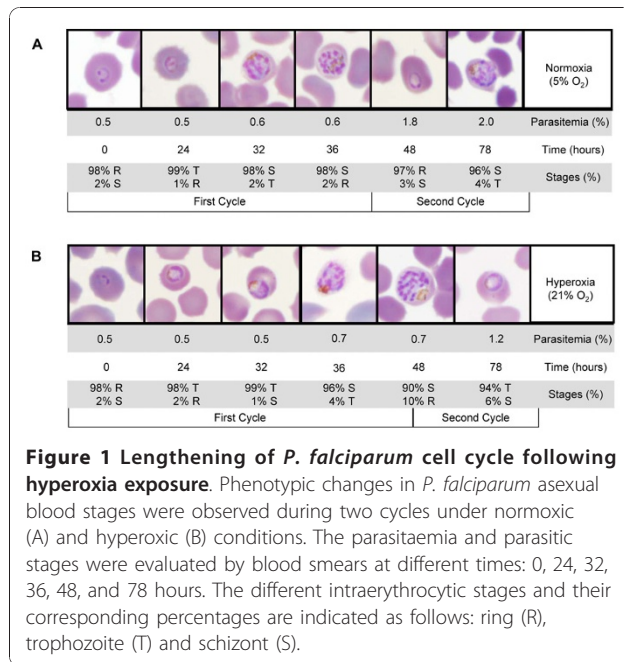 A
Normoxia
(5% O₂)
0.5 0.5 0.6 0.6 1.8 2.0 Parasitemia (%)
0 24 32 36 48 78 Time (hours)
98% R 99% T 98% S 98% S 97% R 96% S
2% S 1% R 2% T 2% R 3% S 4% T Stages (%)
First Cycle Second Cycle
B
Hyperoxia
(21% O₂)
0.5 0.5 0.5 0.7 0.7 1.2 Parasitemia (%)
0 24 32 36 48 78 Time (hours)
98% R 98% T 99% T 96% S 90% S 94% T
2% S 2% R 1% S 4% T 10% R 6% S Stages (%)
First Cycle Second Cycle
Figure 1 Lengthening of P. falciparum cell cycle following
hyperoxia exposure. Phenotypic changes in P. falciparum asexual
blood stages were observed during two cycles under normoxic
(A) and hyperoxic (B) conditions. The parasitaemia and parasitic
stages were evaluated by blood smears at different times: 0, 24, 32,
36, 48, and 78 hours. The different intraerythrocytic stages and their
corresponding percentages are indicated as follows: ring (R),
trophozoite (T) and schizont (S).